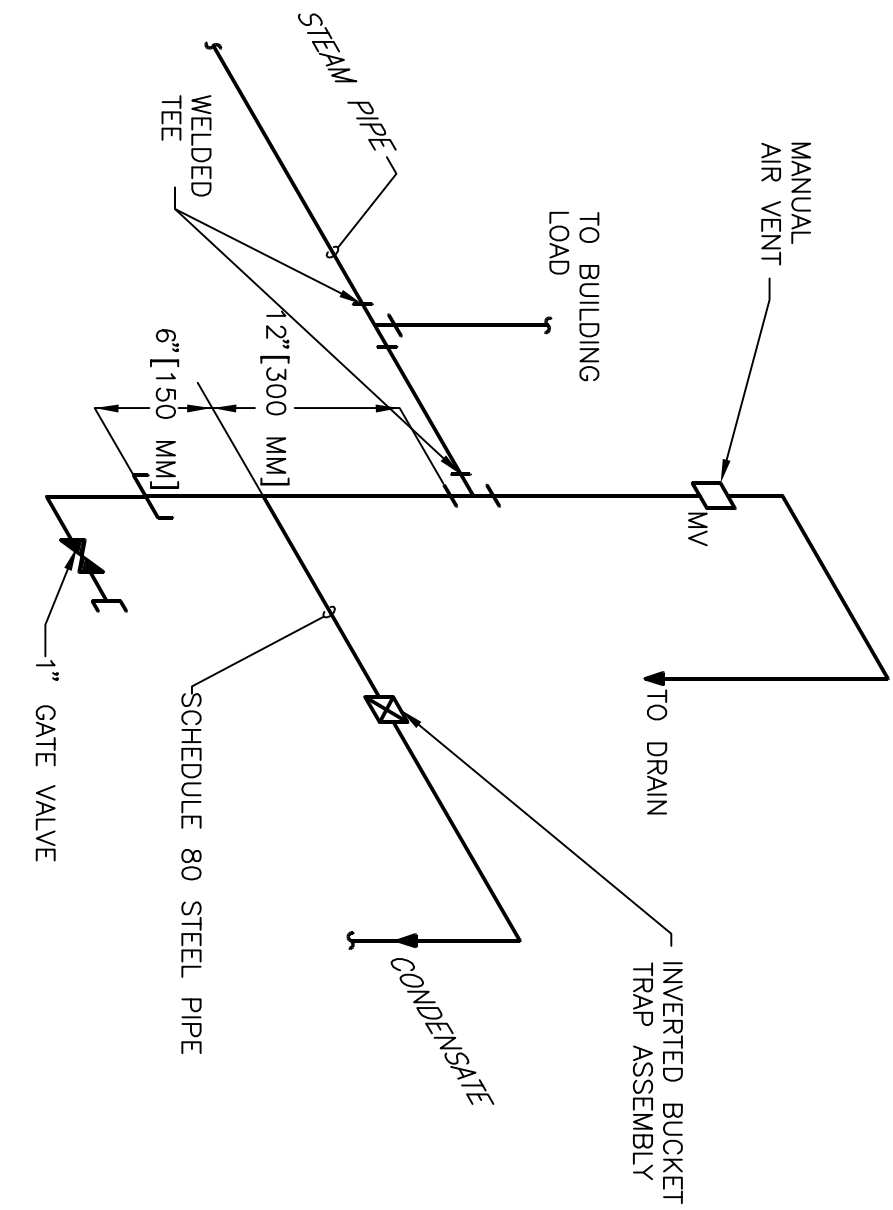 MANUAL
AIR VENT
TO BUILDING
LOAD
STEAM PIPE
WELDED
TEE
MV
12"[300 MM]
6"[150 MM]
TO DRAIN
1" GATE VALVE
SCHEDULE 80 STEEL PIPE
INVERTED BUCKET
TRAP ASSEMBLY
CONDENSATE